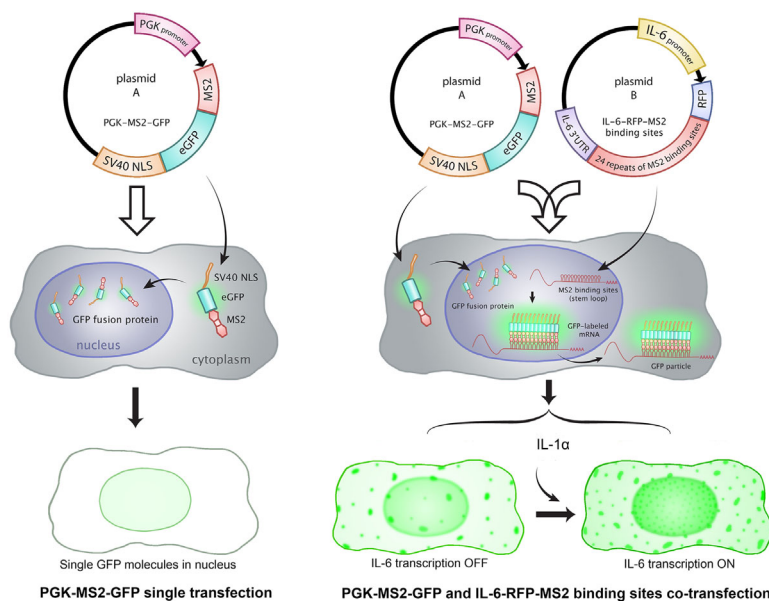 PGK promoter
plasmid
A
PGK-MS2-GFP
MS2
eGFP
SV40 NLS
SV40 NLS
eGFP
MS2
GFP fusion protein
nucleus
cytoplasm
Single GFP molecules in nucleus
PGK-MS2-GFP single transfection
PGK promoter
plasmid
A
PGK-MS2-GFP
MS2
eGFP
SV40 NLS
IL-6 promoter
plasmid
B
IL-6-RFP-MS2
binding sites
RFP
24 repeats of MS2 binding sites
IL-6 3'UTR
GFP fusion protein
MS2 binding sites
(stem loop)
GFP-labeled
mRNA
GFP particle
IL-1α
IL-6 transcription OFF
IL-6 transcription ON
PGK-MS2-GFP and IL-6-RFP-MS2 binding sites co-transfection